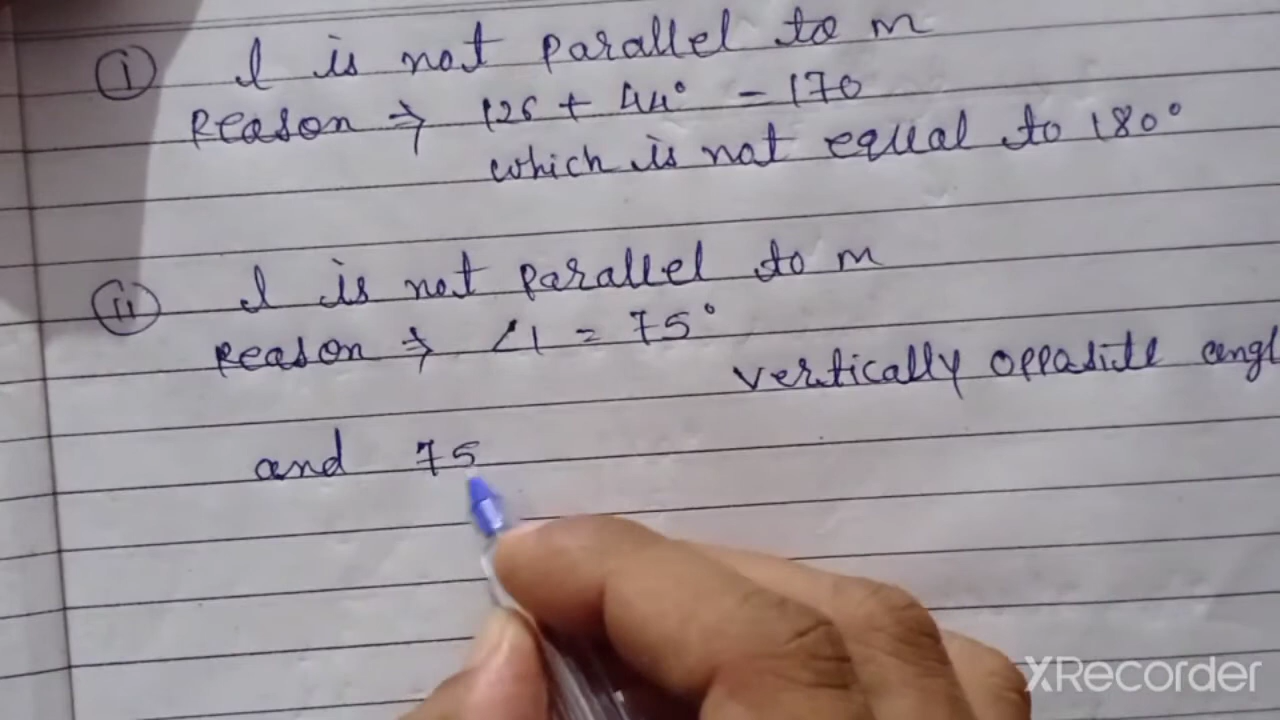 (i) l is not parallel to m
Reason ⇒ 126 + 44° = 170
which is not equal to 180°
(ii) l is not parallel to m
Reason ⇒ ∠1 = 75°
vertically opposite angl
and 75
XRecorder